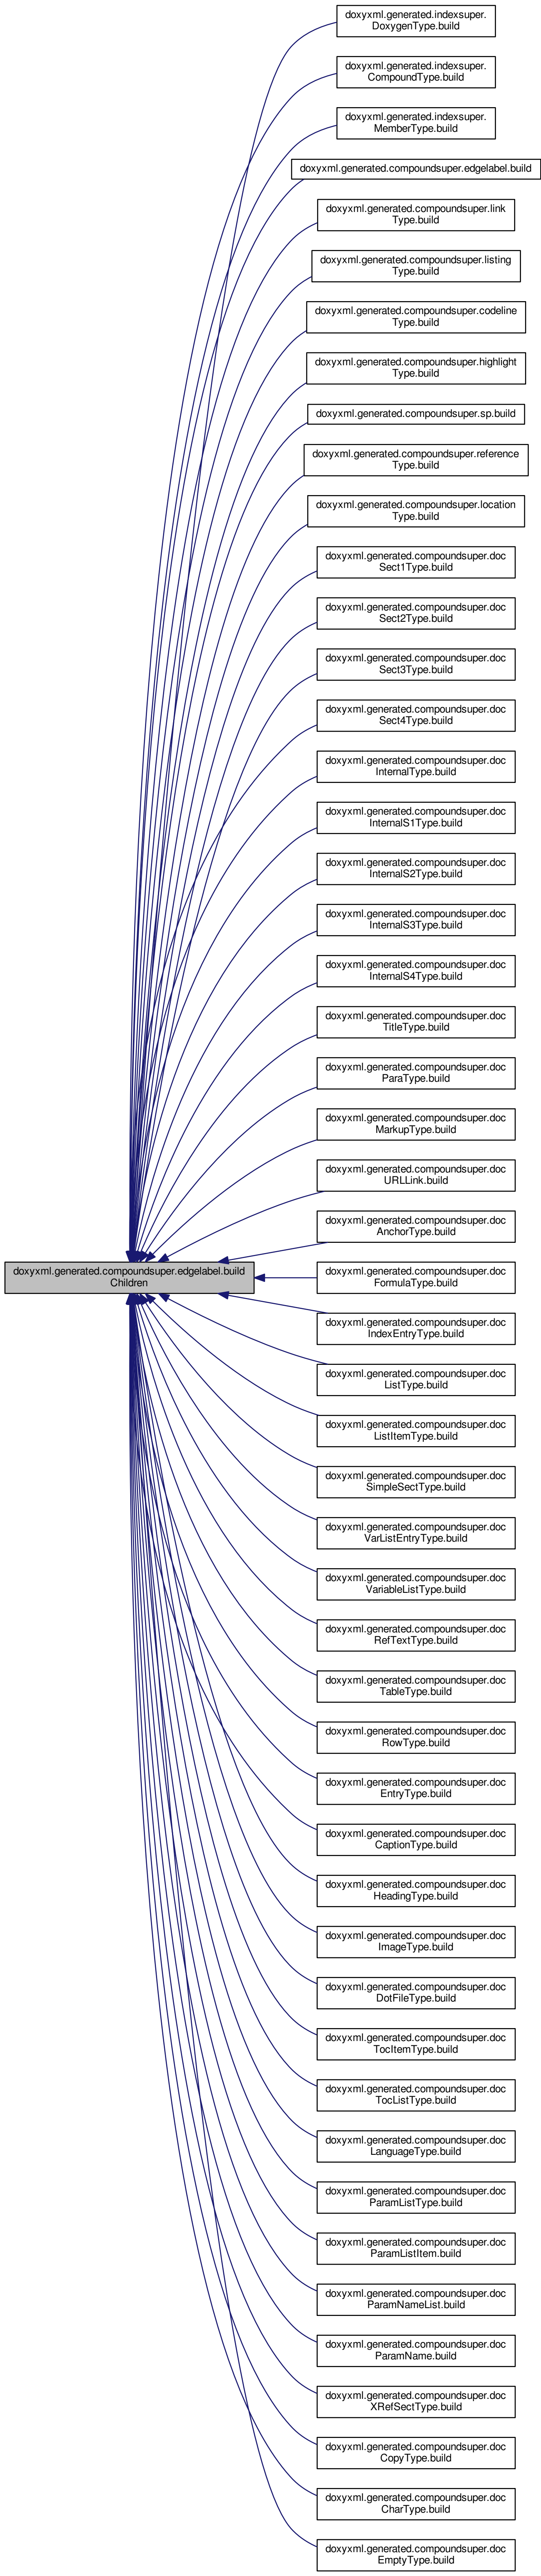 doxyxml.generated.indexsuper.
DoxygenType.build
doxyxml.generated.indexsuper.
CompoundType.build
doxyxml.generated.indexsuper.
MemberType.build
doxyxml.generated.compoundsuper.edgelabel.build
doxyxml.generated.compoundsuper.link
Type.build
doxyxml.generated.compoundsuper.listing
Type.build
doxyxml.generated.compoundsuper.codeline
Type.build
doxyxml.generated.compoundsuper.highlight
Type.build
doxyxml.generated.compoundsuper.sp.build
doxyxml.generated.compoundsuper.reference
Type.build
doxyxml.generated.compoundsuper.location
Type.build
doxyxml.generated.compoundsuper.doc
Sect1Type.build
doxyxml.generated.compoundsuper.doc
Sect2Type.build
doxyxml.generated.compoundsuper.doc
Sect3Type.build
doxyxml.generated.compoundsuper.doc
Sect4Type.build
doxyxml.generated.compoundsuper.doc
InternalType.build
doxyxml.generated.compoundsuper.doc
InternalS1Type.build
doxyxml.generated.compoundsuper.doc
InternalS2Type.build
doxyxml.generated.compoundsuper.doc
InternalS3Type.build
doxyxml.generated.compoundsuper.doc
InternalS4Type.build
doxyxml.generated.compoundsuper.doc
TitleType.build
doxyxml.generated.compoundsuper.doc
ParaType.build
doxyxml.generated.compoundsuper.doc
MarkupType.build
doxyxml.generated.compoundsuper.doc
URLLink.build
doxyxml.generated.compoundsuper.doc
AnchorType.build
doxyxml.generated.compoundsuper.edgelabel.build
Children
doxyxml.generated.compoundsuper.doc
FormulaType.build
doxyxml.generated.compoundsuper.doc
IndexEntryType.build
doxyxml.generated.compoundsuper.doc
ListType.build
doxyxml.generated.compoundsuper.doc
ListItemType.build
doxyxml.generated.compoundsuper.doc
SimpleSectType.build
doxyxml.generated.compoundsuper.doc
VarListEntryType.build
doxyxml.generated.compoundsuper.doc
VariableListType.build
doxyxml.generated.compoundsuper.doc
RefTextType.build
doxyxml.generated.compoundsuper.doc
TableType.build
doxyxml.generated.compoundsuper.doc
RowType.build
doxyxml.generated.compoundsuper.doc
EntryType.build
doxyxml.generated.compoundsuper.doc
CaptionType.build
doxyxml.generated.compoundsuper.doc
HeadingType.build
doxyxml.generated.compoundsuper.doc
ImageType.build
doxyxml.generated.compoundsuper.doc
DotFileType.build
doxyxml.generated.compoundsuper.doc
TocItemType.build
doxyxml.generated.compoundsuper.doc
TocListType.build
doxyxml.generated.compoundsuper.doc
LanguageType.build
doxyxml.generated.compoundsuper.doc
ParamListType.build
doxyxml.generated.compoundsuper.doc
ParamListItem.build
doxyxml.generated.compoundsuper.doc
ParamNameList.build
doxyxml.generated.compoundsuper.doc
ParamName.build
doxyxml.generated.compoundsuper.doc
XRefSectType.build
doxyxml.generated.compoundsuper.doc
CopyType.build
doxyxml.generated.compoundsuper.doc
CharType.build
doxyxml.generated.compoundsuper.doc
EmptyType.build